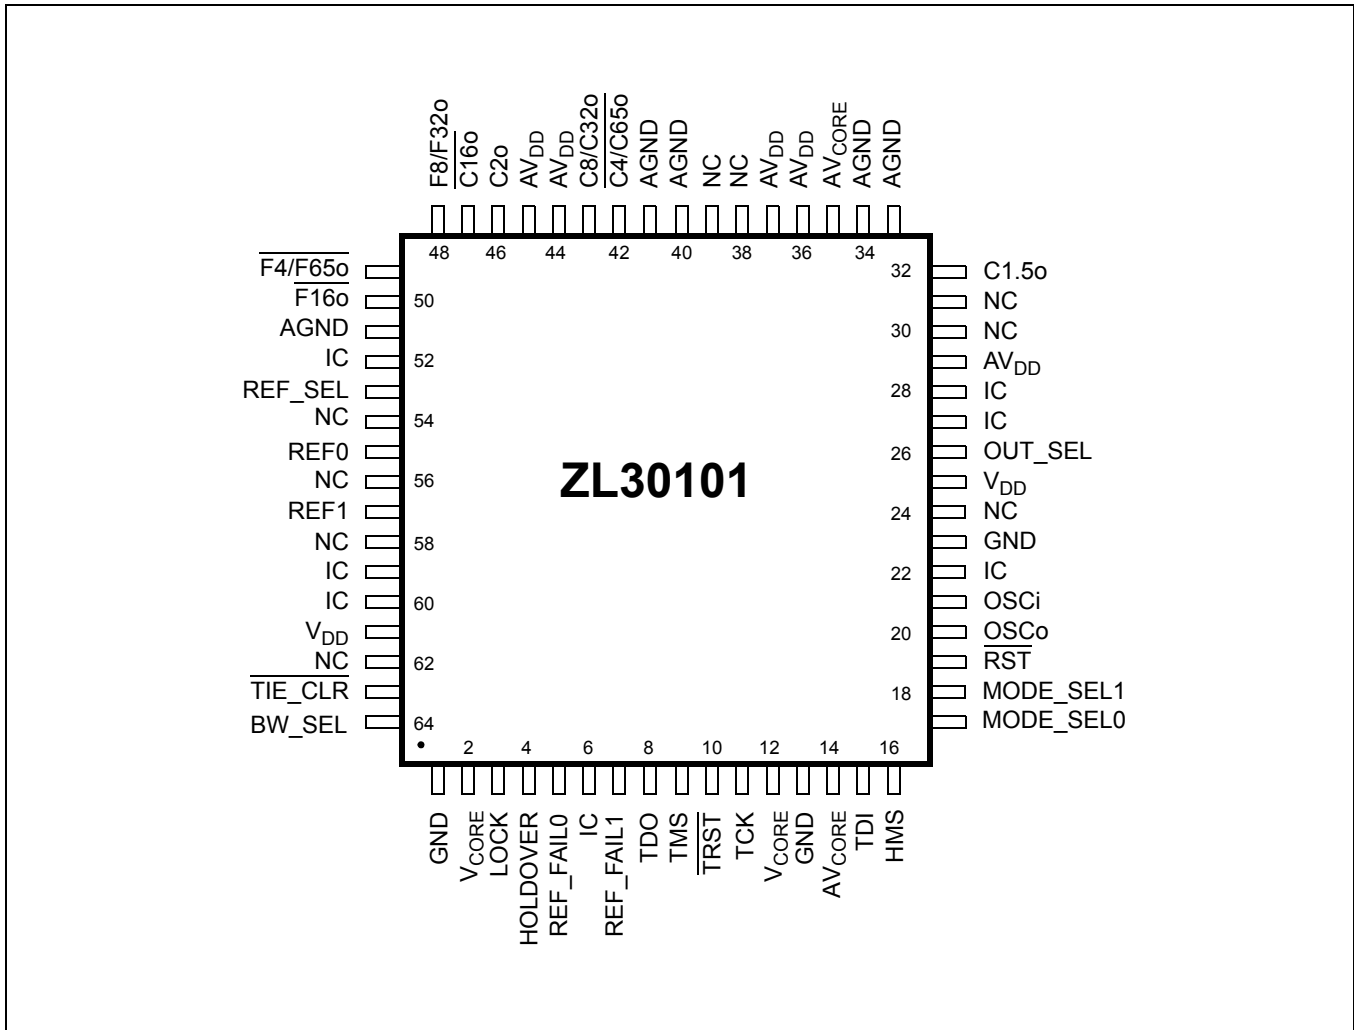 F8/F32o
C16o
C2o
AVDD
AVDD
C8/C32o
C4/C65o
AGND
AGND
NC
NC
AVDD
AVDD
AVCORE
AGND
AGND
48 46 44 42 40 38 36 34
F4/F65o
F16o 50
AGND
IC 52
REF_SEL
NC 54
REF0
NC 56
REF1
NC 58
IC
IC 60
VDD
NC 62
TIE_CLR
BW_SEL 64
ZL30101
32 C1.5o
NC
30 NC
AVDD
28 IC
IC
26 OUT_SEL
VDD
24 NC
GND
22 IC
OSCi
20 OSCo
RST
18 MODE_SEL1
MODE_SEL0
2 4 6 8 10 12 14 16
GND
VCORE
LOCK
HOLDOVER
REF_FAIL0
IC
REF_FAIL1
TDO
TMS
TRST
TCK
VCORE
GND
AVCORE
TDI
HMS